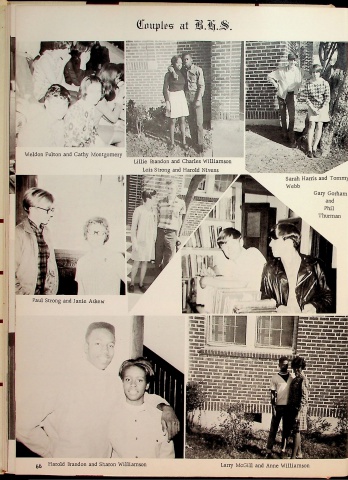 Couples at B.H.S.
Weldon Fulton and Cathy Montgomery
Lillie Brandon and Charles Williamson
Lois Strong and Harold Nivens
Sarah Harris and Tommy
Webb
Gary Gorham
and
Phil
Thurman
Paul Strong and Janie Askew
66 Harold Brandon and Sharon Williamson
Larry McGill and Anne Williamson